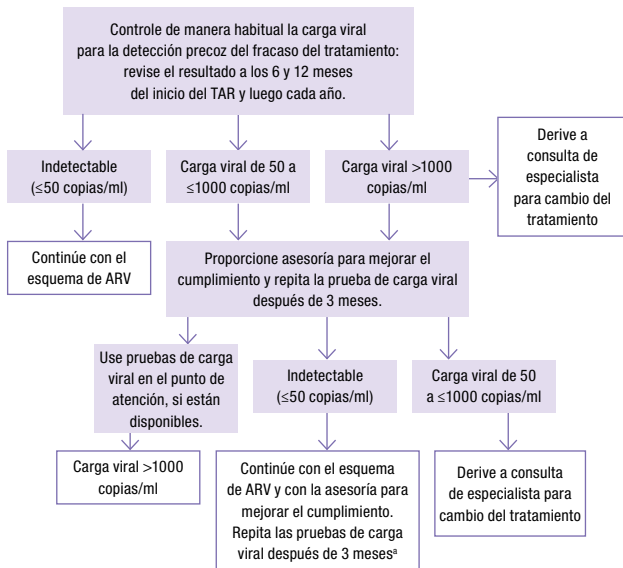 Controle de manera habitual la carga viral
para la detección precoz del fracaso del tratamiento:
revise el resultado a los 6 y 12 meses
del inicio del TAR y luego cada año.
Indetectable
(≤50 copias/ml)
Carga viral de 50 a
≤1000 copias/ml
Carga viral >1000
copias/ml
Derive a
consulta de
especialista
para cambio del
tratamiento
Continúe con el
esquema de ARV
Proporcione asesoría para mejorar el
cumplimiento y repita la prueba de carga viral
después de 3 meses.
Use pruebas de carga
viral en el punto de
atención, si están
disponibles.
Indetectable
(≤50 copias/ml)
Carga viral de 50
a ≤1000 copias/ml
Carga viral >1000
copias/ml
Continúe con el esquema
de ARV y con la asesoría para
mejorar el cumplimiento.
Repita las pruebas de carga
viral después de 3 mesesª
Derive a consulta
de especialista para
cambio del tratamiento